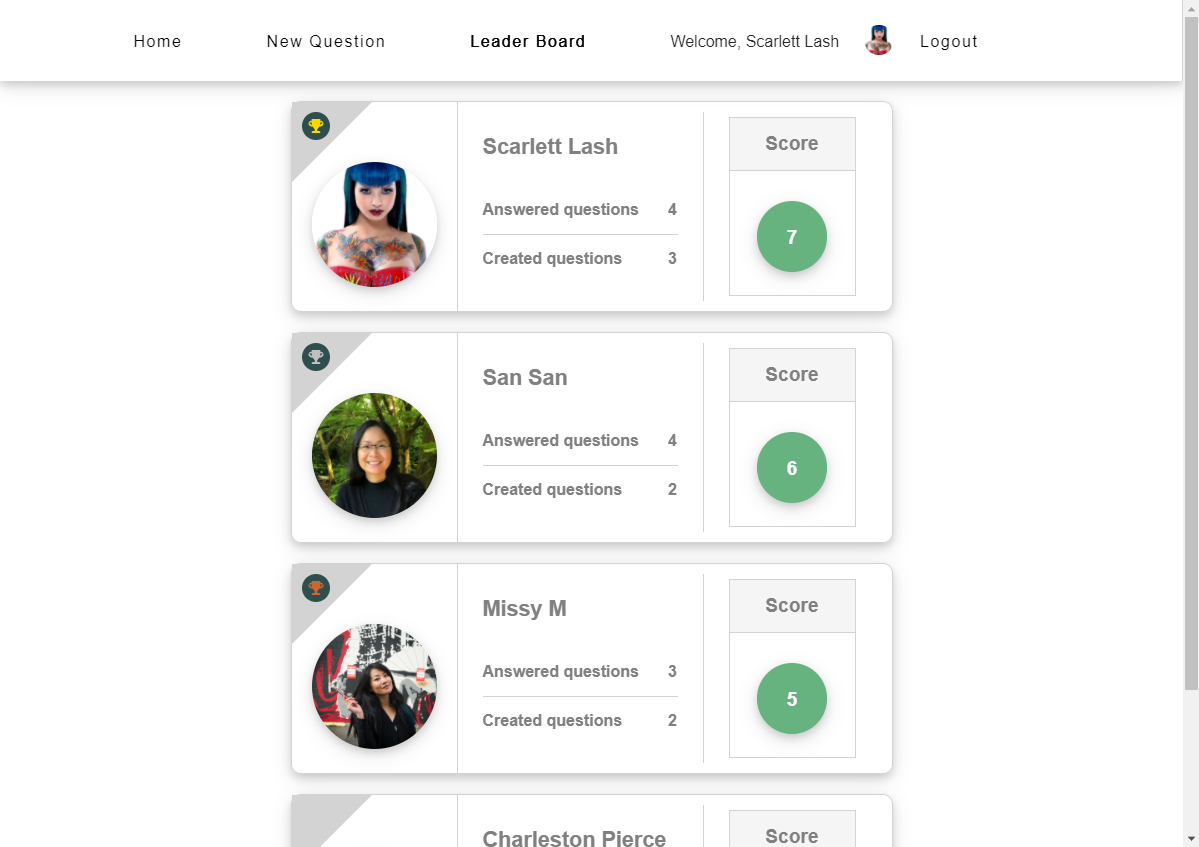 Home New Question Leader Board Welcome, Scarlett Lash Logout
Scarlett Lash
Answered questions 4
Created questions 3
Score
7
San San
Answered questions 4
Created questions 2
Score
6
Missy M
Answered questions 3
Created questions 2
Score
5
Charleston Pierce
Score